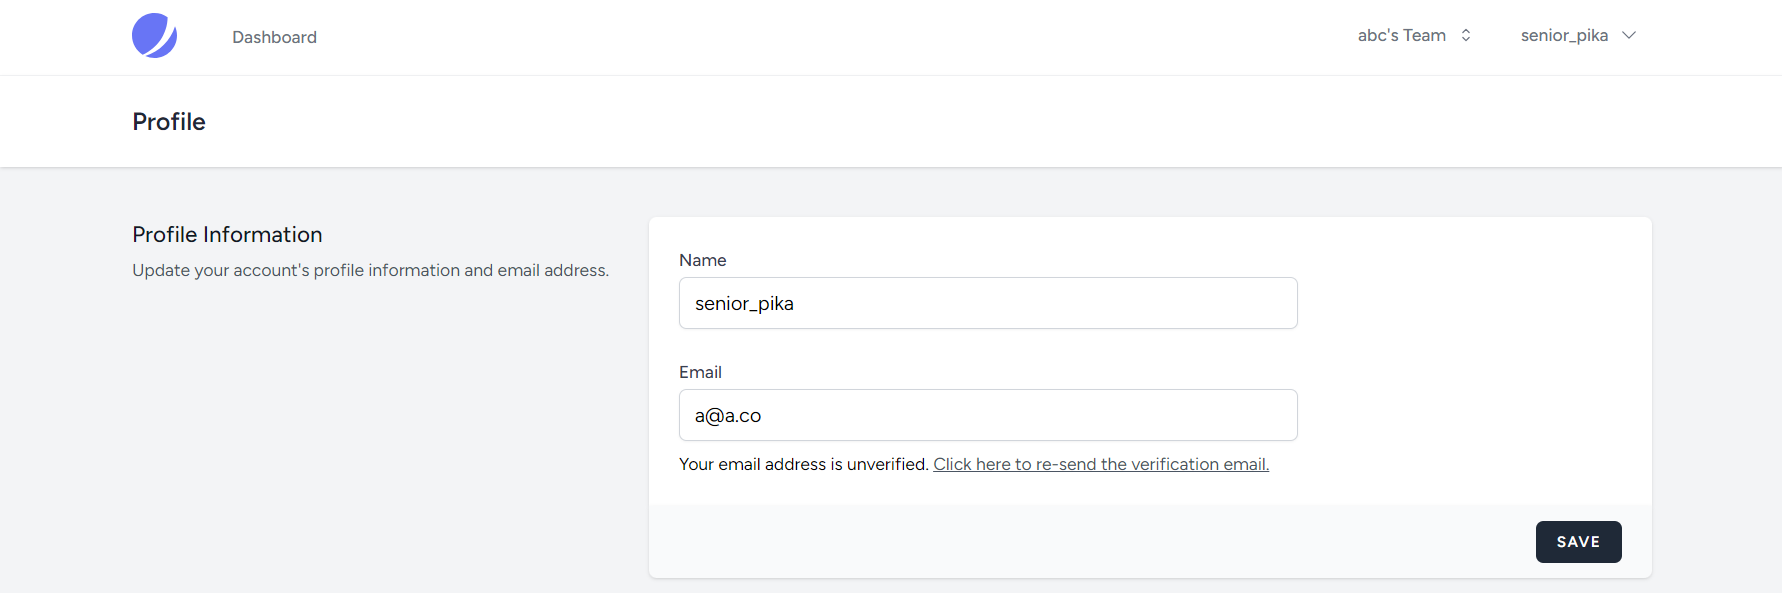 Dashboard
abc's Team
senior_pika
Profile
Profile Information
Update your account's profile information and email address.
Name
senior_pika
Email
a@a.co
Your email address is unverified. Click here to re-send the verification email.
SAVE